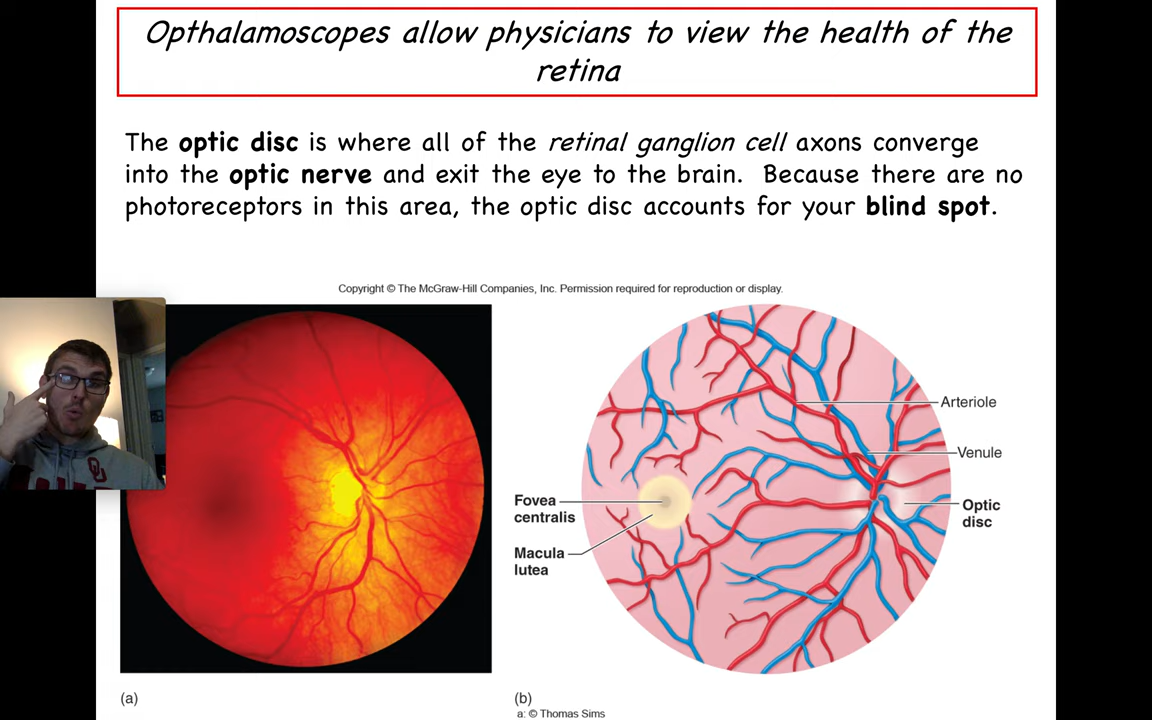 Opthalamoscopes allow physicians to view the health of the
retina
The optic disc is where all of the retinal ganglion cell axons converge
into the optic nerve and exit the eye to the brain. Because there are no
photoreceptors in this area, the optic disc accounts for your blind spot.
Copyright © The McGraw-Hill Companies, Inc. Permission required for reproduction or display.
Arteriole
Venule
Fovea
centralis
Optic
disc
Macula
lutea
OU
(a)
(b)
a: © Thomas Sims